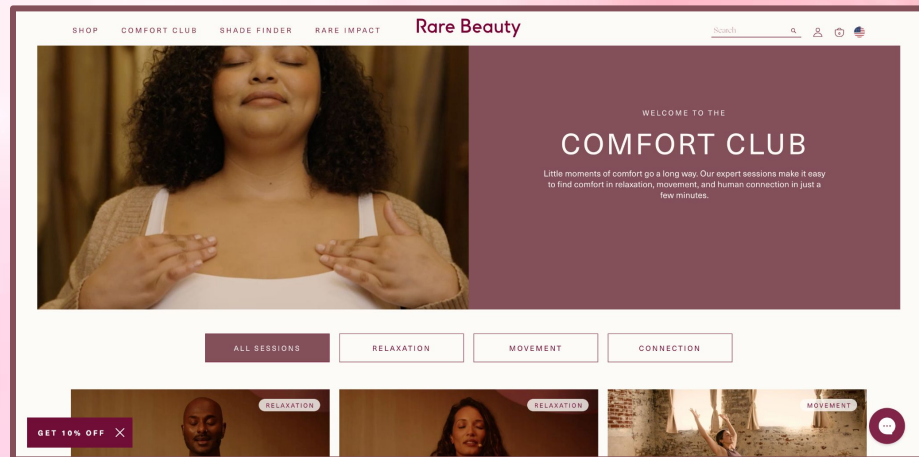 SHOP
COMFORT CLUB
SHADE FINDER
RARE IMPACT
Rare Beauty
Search
0
WELCOME TO THE
COMFORT CLUB
Little moments of comfort go a long way. Our expert sessions make it easy
to find comfort in relaxation, movement, and human connection in just a
few minutes.
ALL SESSIONS
RELAXATION
MOVEMENT
CONNECTION
RELAXATION
RELAXATION
MOVEMENT
GET 10% OFF